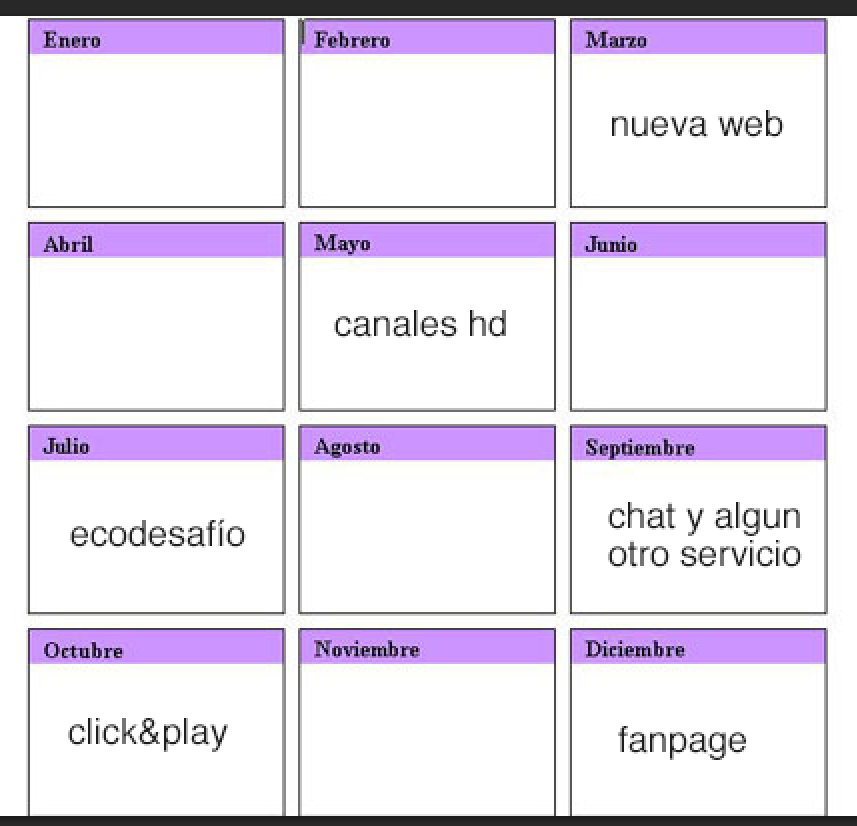 Enero
Febrero
Marzo
nueva web
Abril
Mayo
Junio
canales hd
Julio
Agosto
Septiembre
ecodesafío
chat y algun
otro servicio
Octubre
Noviembre
Diciembre
click&play
fanpage